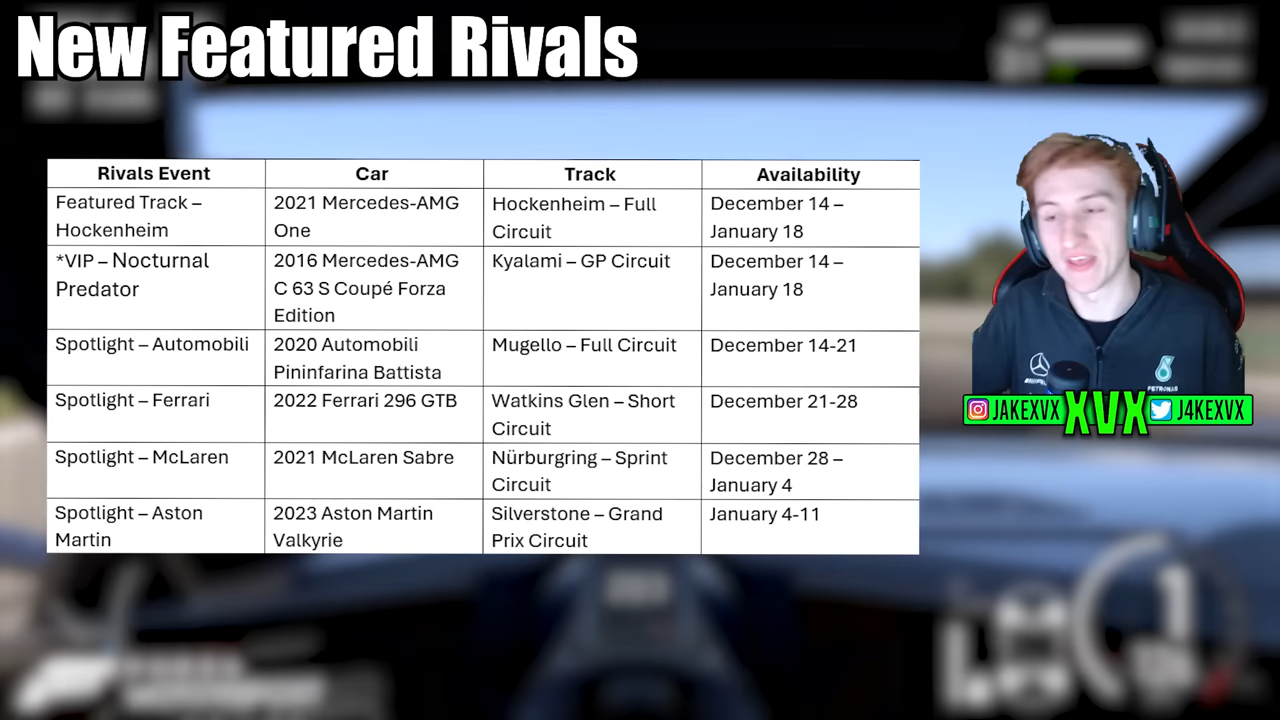 New Featured Rivals
Rivals Event Car Track Availability
Featured Track – 2021 Mercedes-AMG Hockenheim – Full December 14 –
Hockenheim One Circuit January 18
*VIP – Nocturnal 2016 Mercedes-AMG Kyalami – GP Circuit December 14 –
Predator C 63 S Coupé Forza January 18
Edition
Spotlight – Automobili 2020 Automobili Mugello – Full Circuit December 14-21
Pininfarina Battista
Spotlight – Ferrari 2022 Ferrari 296 GTB Watkins Glen – Short December 21-28
Circuit
Spotlight – McLaren 2021 McLaren Sabre Nürburgring – Sprint December 28 –
Circuit January 4
Spotlight – Aston 2023 Aston Martin Silverstone – Grand January 4-11
Martin Valkyrie Prix Circuit
PETRONAS
JAKEXVX XVX J4KEXVX